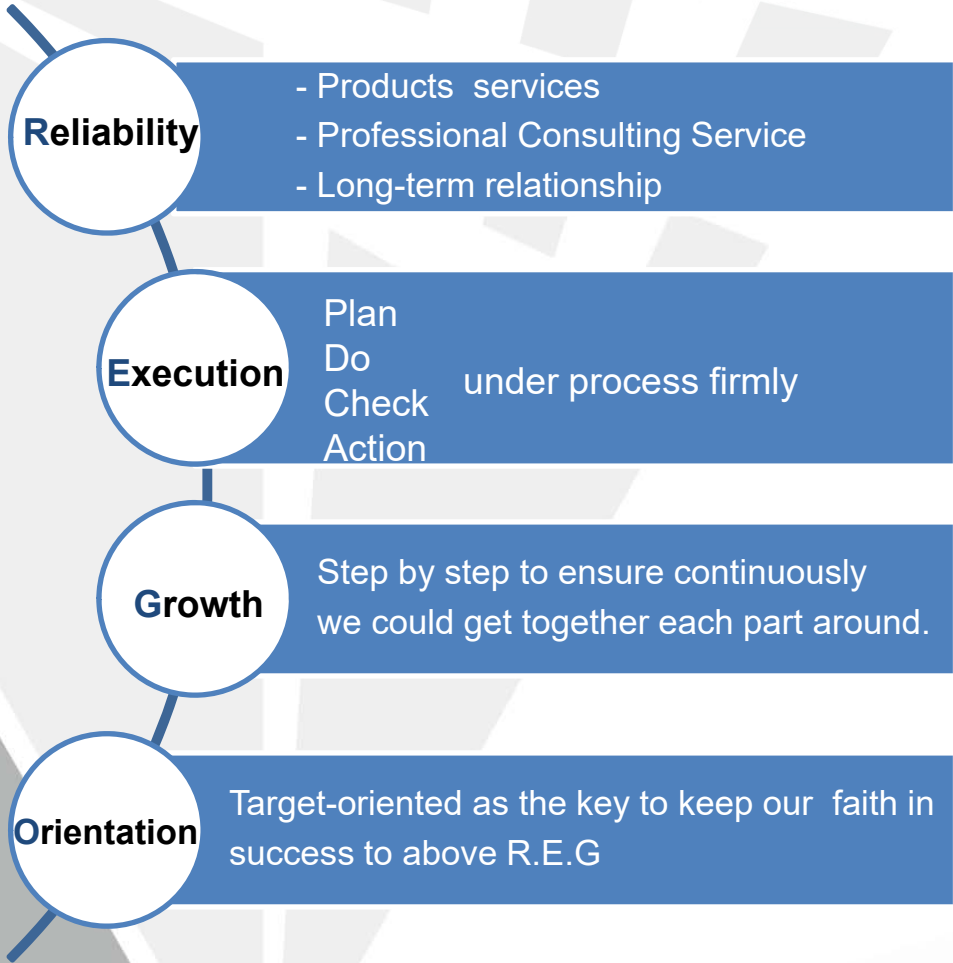 Reliability
- Products  services
- Professional Consulting Service
- Long-term relationship
Execution
Plan
Do
Check
Action
under process firmly
Growth
Step by step to ensure continuously
we could get together each part around.
Orientation
Target-oriented as the key to keep our  faith in
success to above R.E.G